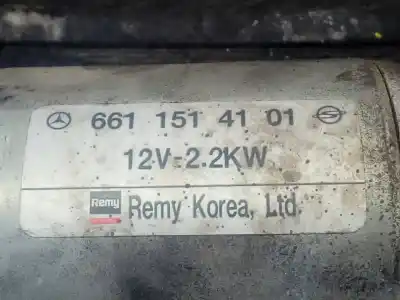 661 151 41 01
12V-2.2KW
Remy Remy Korea, Ltd.